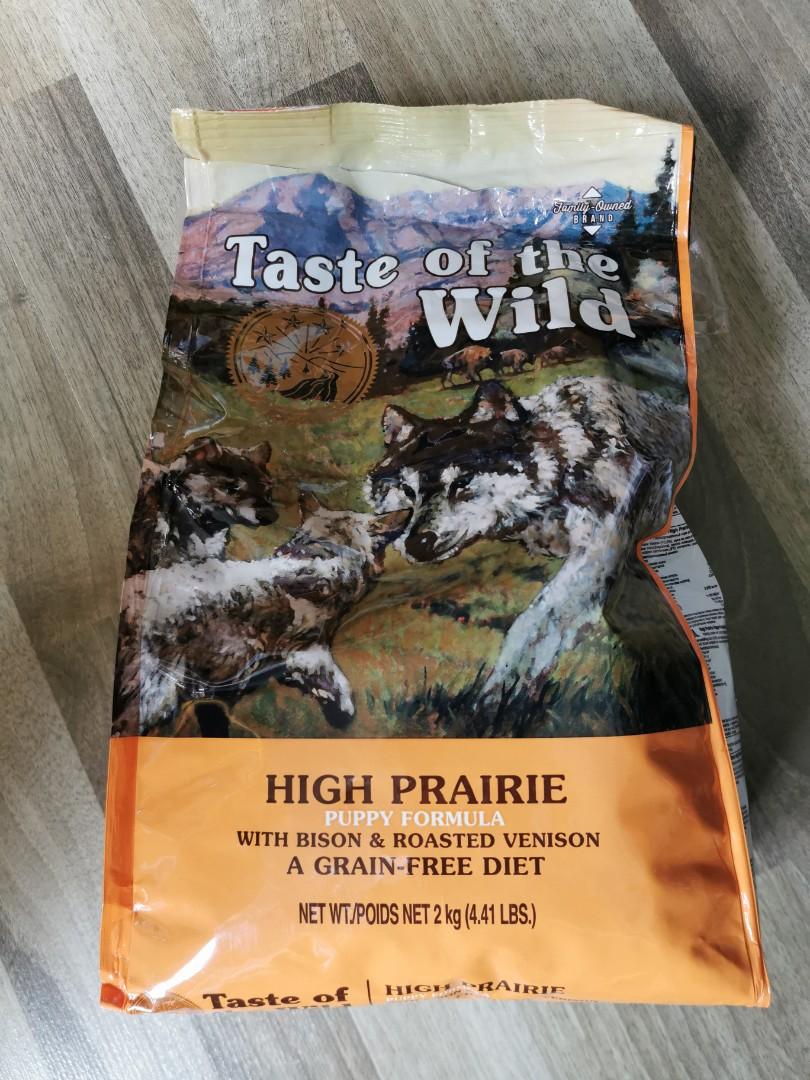 Family-Owned
BRAND
Taste of the
Wild
HIGH PRAIRIE
PUPPY FORMULA
WITH BISON & ROASTED VENISON
A GRAIN-FREE DIET
NET WT./POIDS NET 2 kg (4.41 LBS.)
Taste of
HIGH PRAIRIE